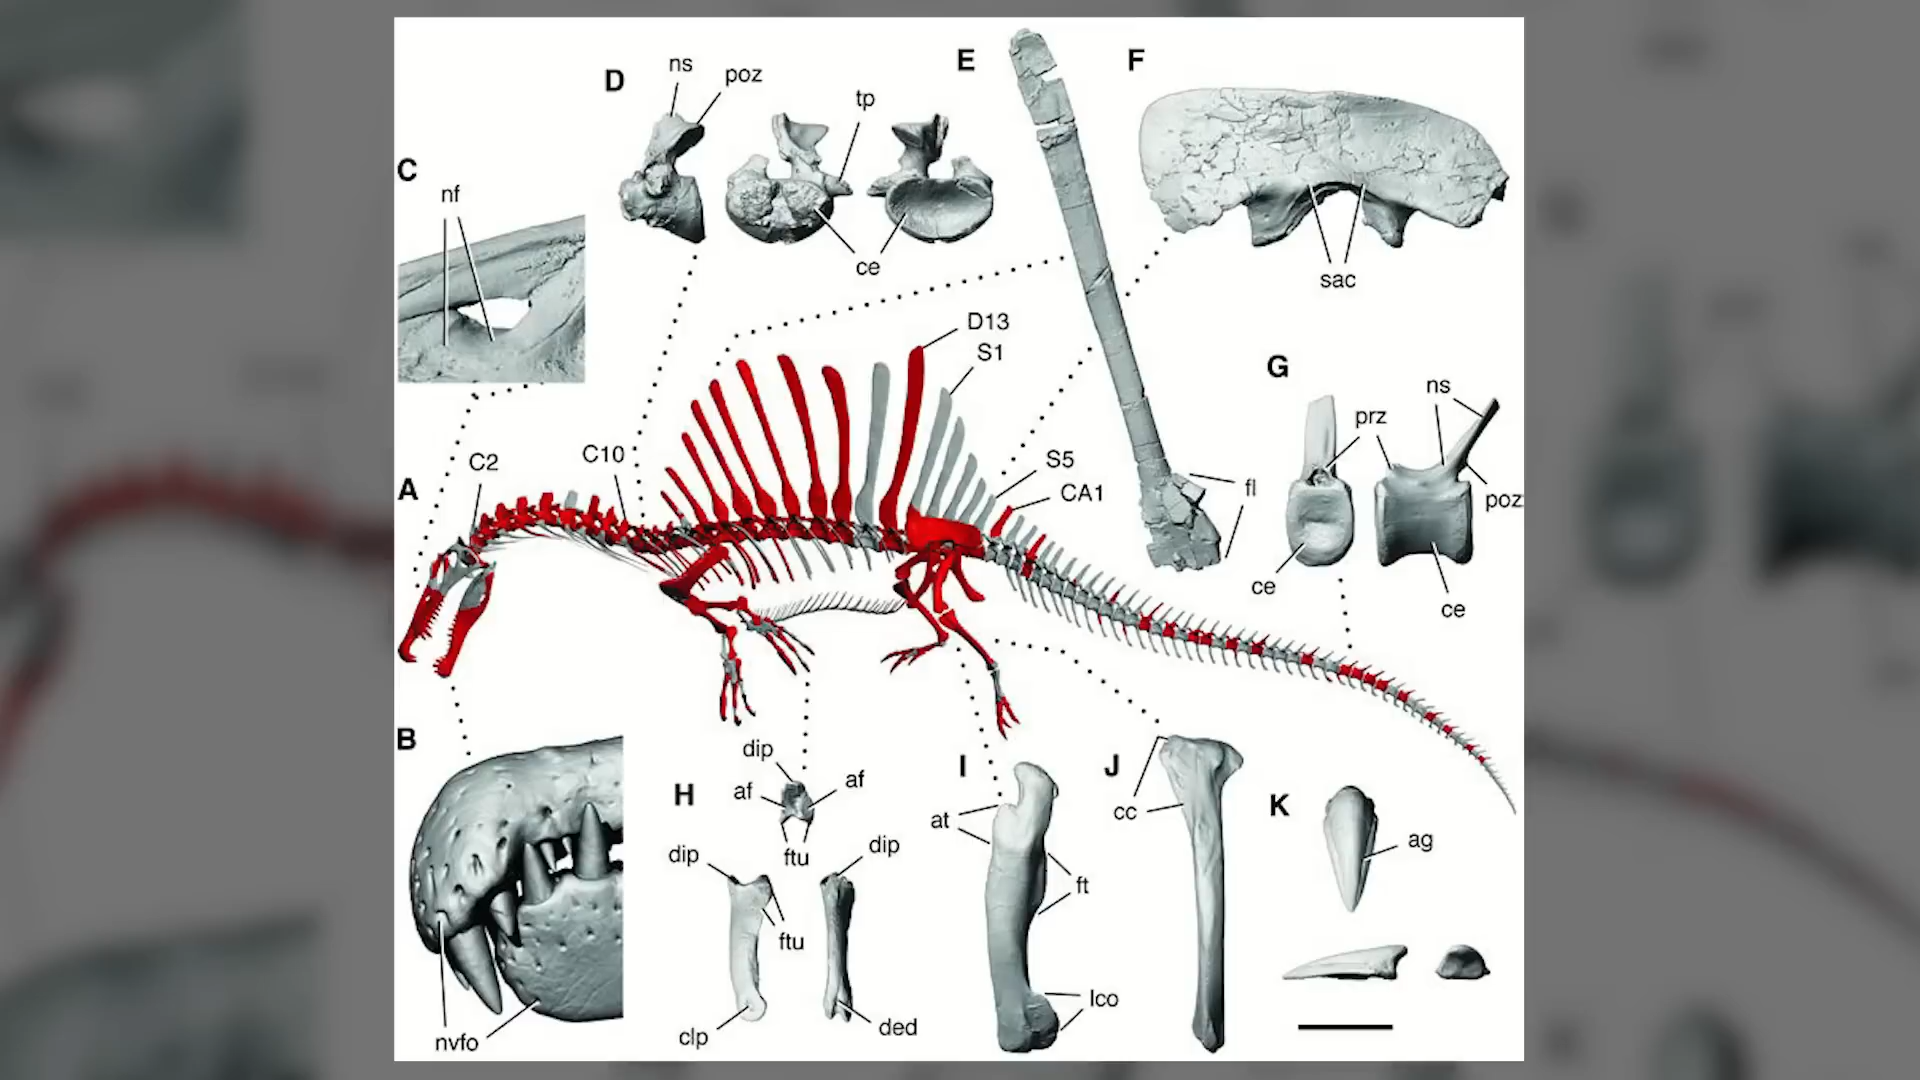 D
ns
poz
tp
ce
E
fl
F
sac
C
nf
G
ns
prz
poz
ce
ce
A
C2
C10
D13
S1
S5
CA1
B
nvfo
H
dip
af
af
ftu
dip
dip
ftu
clp
ded
I
at
ft
lco
J
cc
K
ag